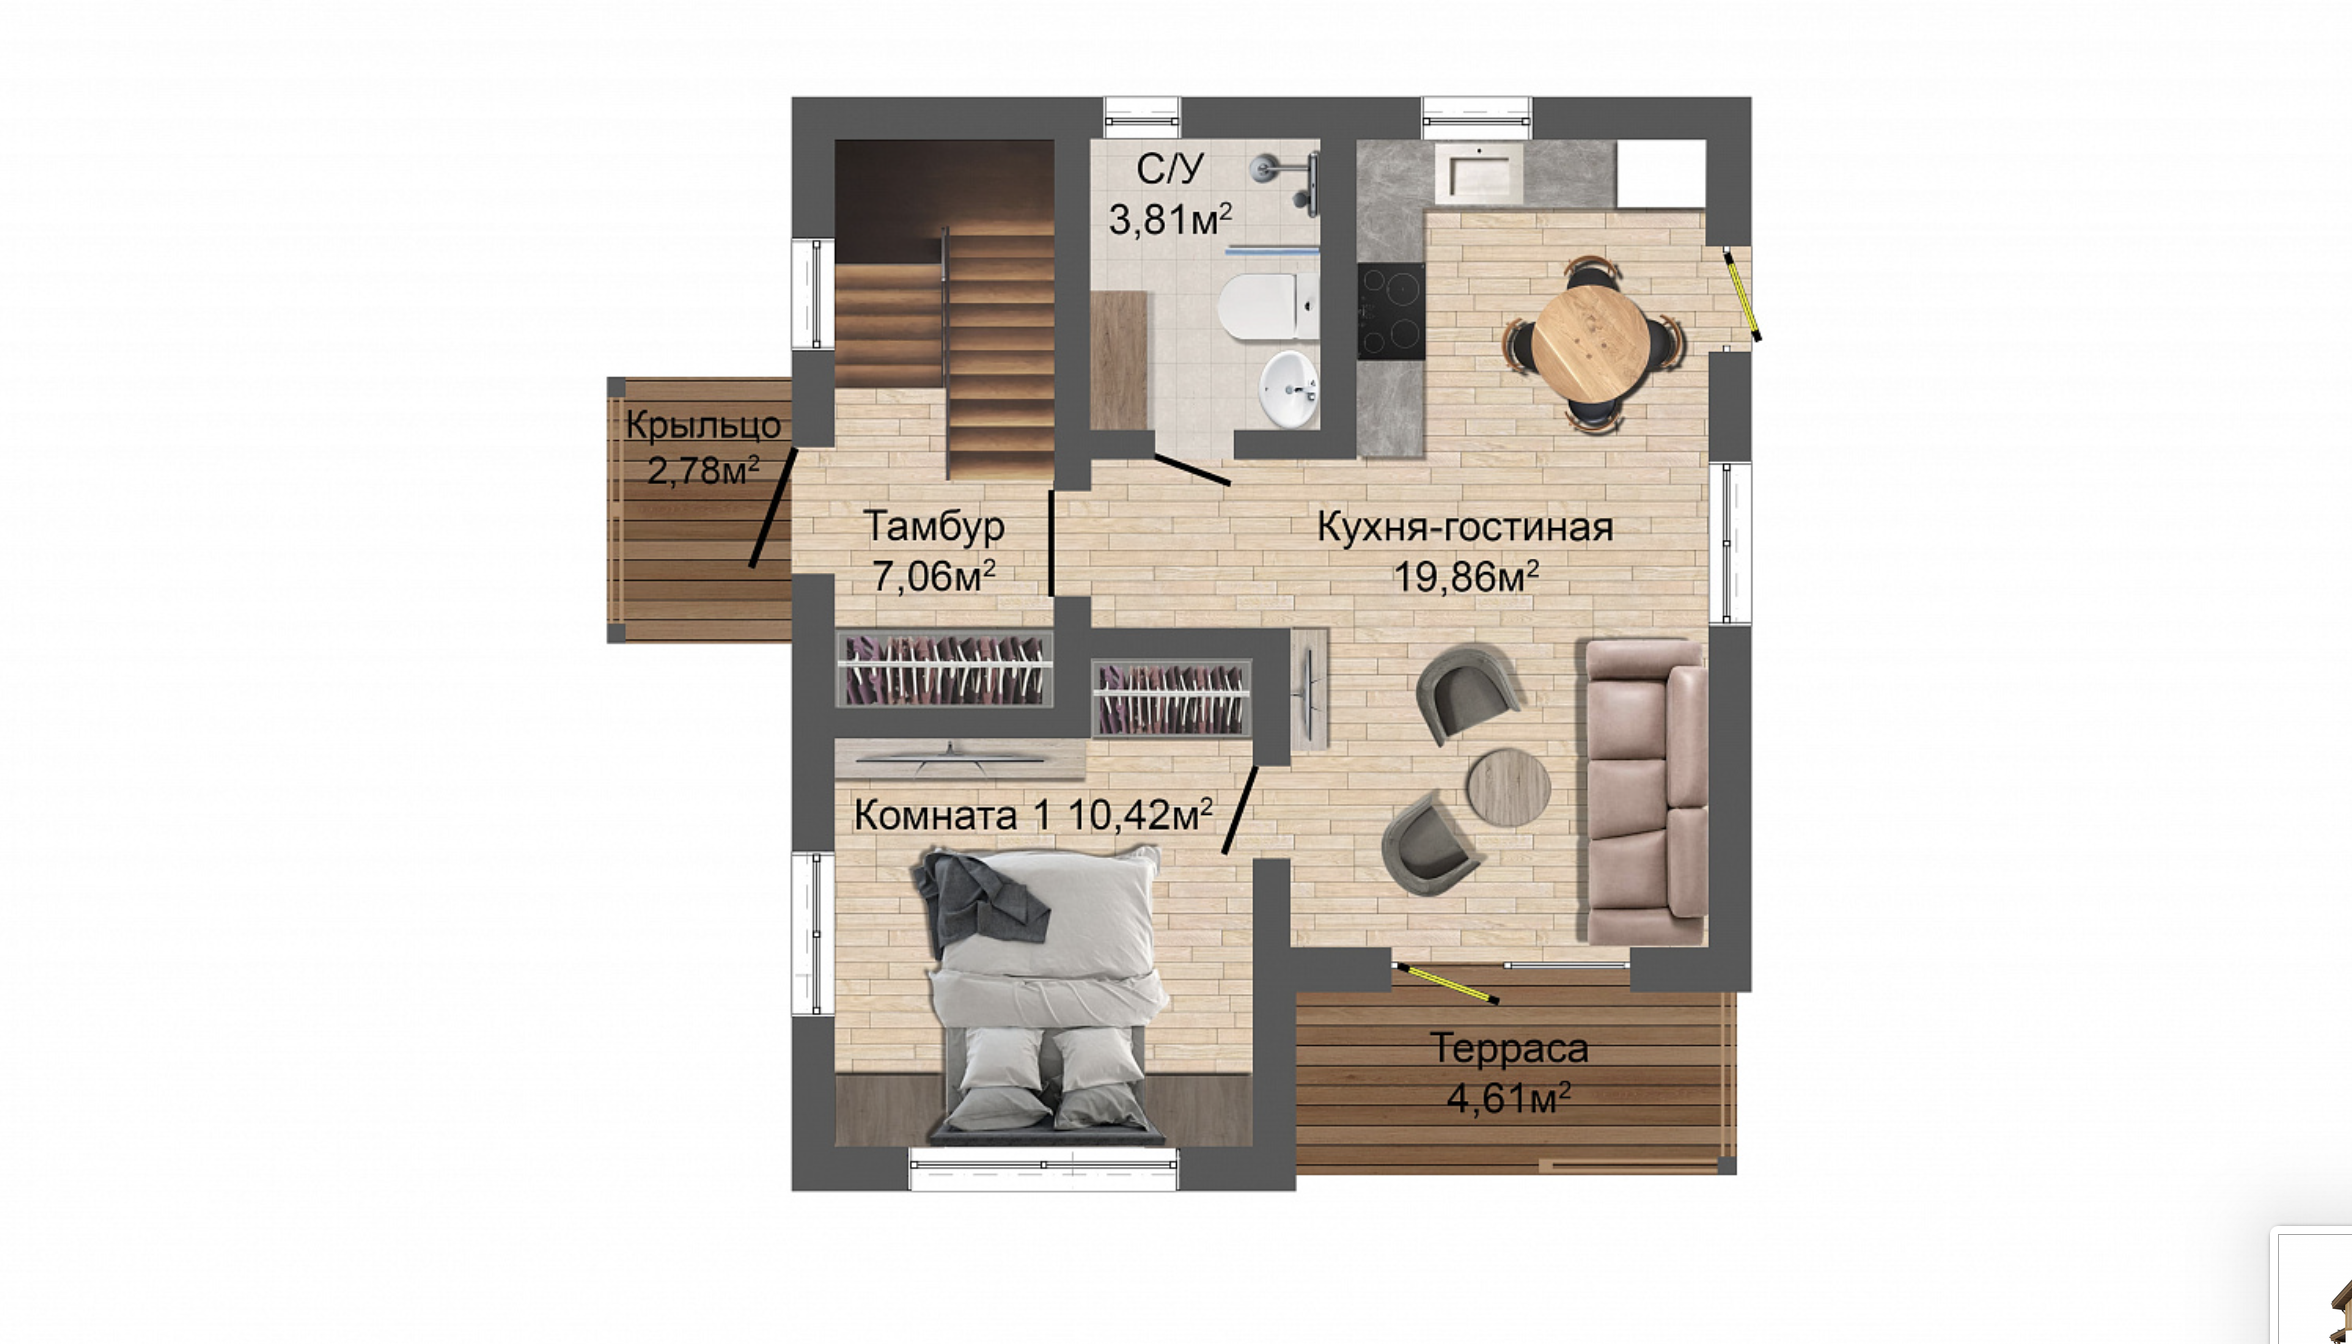 С/У
3,81м²
Крыльцо
2,78м²
Тамбур
7,06м²
Кухня-гостиная
19,86м²
Комната 1 10,42м²
Терраса
4,61м²